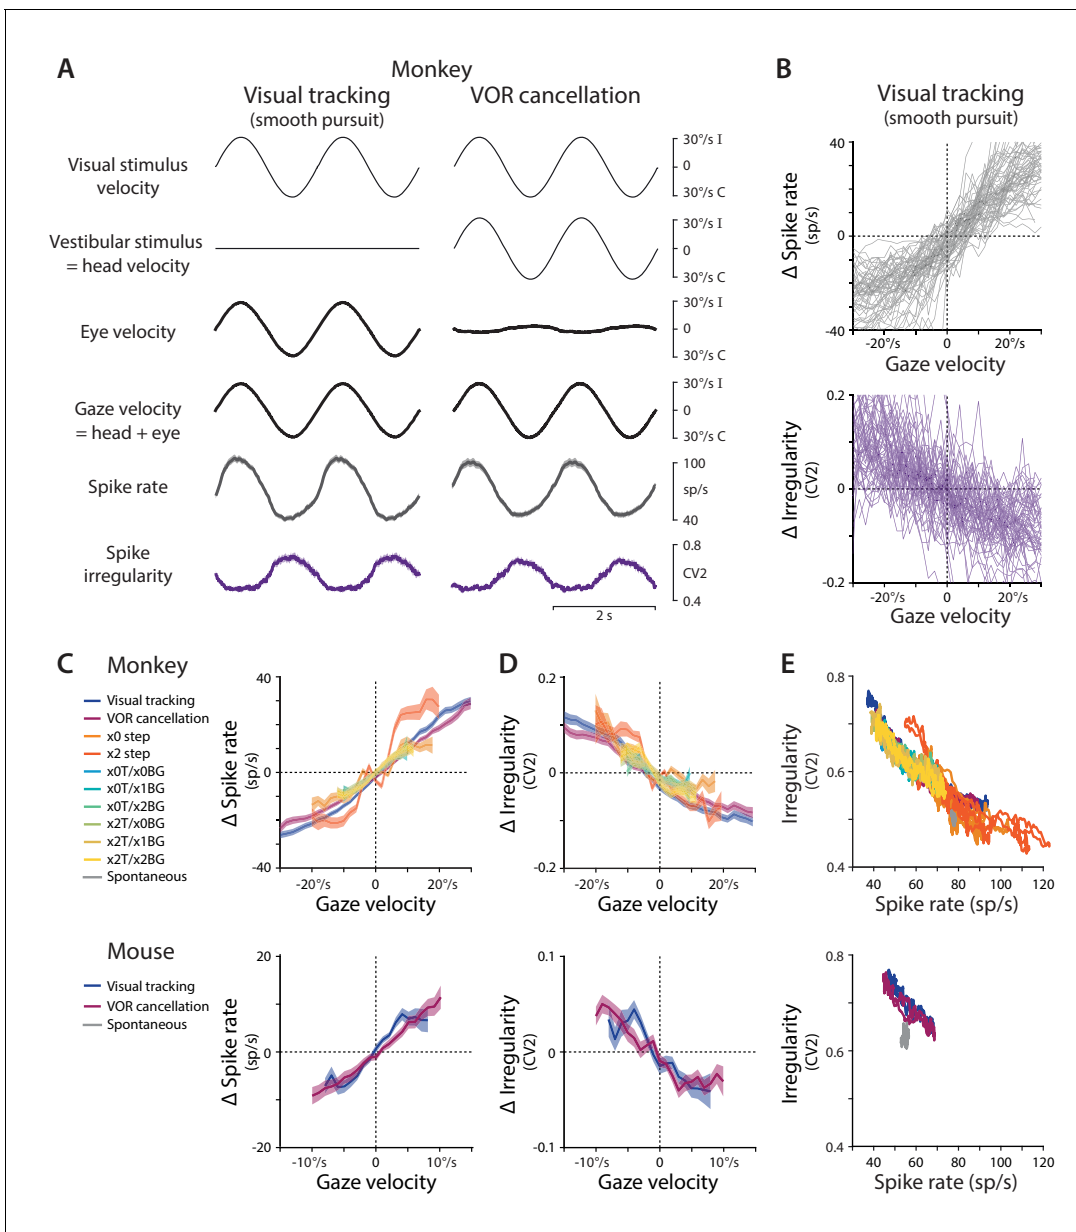 A
Monkey
Visual tracking
(smooth pursuit)
VOR cancellation
Visual stimulus
velocity
30°/s I
0
30°/s C
30°/s I
0
30°/s C
Vestibular stimulus
= head velocity
30°/s I
0
30°/s C
Eye velocity
30°/s I
0
30°/s C
Gaze velocity
= head + eye
100
sp/s
40
Spike rate
0.8
CV2
0.4
Spike
irregularity
2 s
B
Visual tracking
(smooth pursuit)
40
0
-40
Δ Spike rate
(sp/s)
-20°/s 0 20°/s
Gaze velocity
0.2
0
-0.2
Δ Irregularity
(CV2)
-20°/s 0 20°/s
Gaze velocity
C
Monkey
Visual tracking
VOR cancellation
x0 step
x2 step
x0T/x0BG
x0T/x1BG
x0T/x2BG
x2T/x0BG
x2T/x1BG
x2T/x2BG
Spontaneous
40
0
-40
Δ Spike rate
(sp/s)
-20°/s 0 20°/s
Gaze velocity
D
0.2
0
-0.2
Δ Irregularity
(CV2)
-20°/s 0 20°/s
Gaze velocity
E
0.8
0.6
0.4
Irregularity
(CV2)
40 60 80 100 120
Spike rate (sp/s)
Mouse
Visual tracking
VOR cancellation
Spontaneous
20
0
-20
Δ Spike rate
(sp/s)
-10°/s 0 10°/s
Gaze velocity
0.1
0
-0.1
Δ Irregularity
(CV2)
-10°/s 0 10°/s
Gaze velocity
0.8
0.6
0.4
Irregularity
(CV2)
40 60 80 100 120
Spike rate (sp/s)